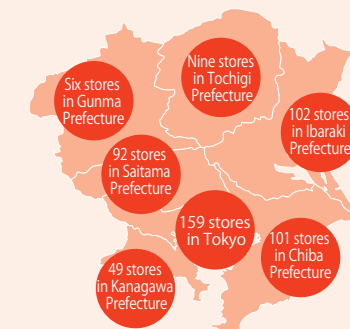 Nine stores
in Tochigi
Prefecture
Six stores
in Gunma
Prefecture
102 stores
in Ibaraki
Prefecture
92 stores
in Saitama
Prefecture
159 stores
in Tokyo
101 stores
in Chiba
Prefecture
49 stores
in Kanagawa
Prefecture